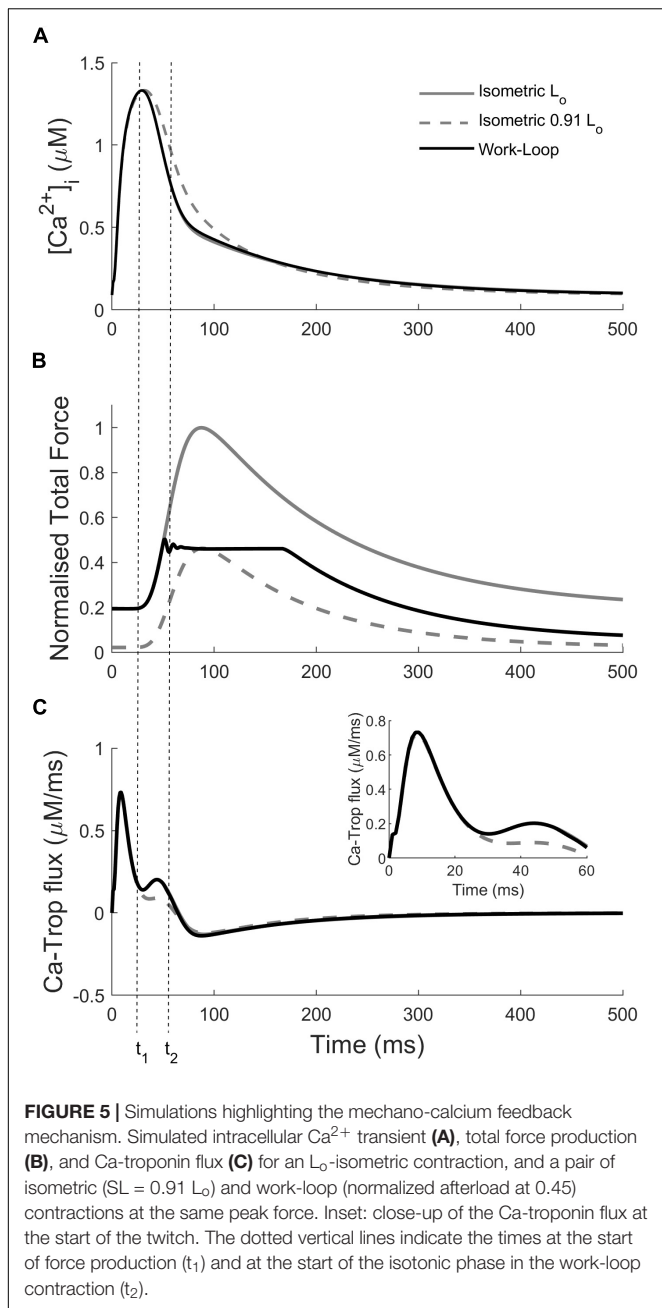 A
1.5
1
0.5
0
[Ca²⁺]ᵢ (μM)
Isometric Lₒ
Isometric 0.91 Lₒ
Work-Loop
0 100 200 300 400 500
B
1
0.8
0.6
0.4
0.2
0
Normalised Total Force
0 100 200 300 400 500
C
1
0.5
0
-0.5
Ca-Trop flux (μM/ms)
0.8
0.6
0.4
0.2
0
Ca-Trop flux (μM/ms)
0 20 40 60
Time (ms)
0 100 200 300 400 500
t₁ t₂
Time (ms)
FIGURE 5 | Simulations highlighting the mechano-calcium feedback
mechanism. Simulated intracellular Ca²⁺ transient (A), total force production
(B), and Ca-troponin flux (C) for an Lₒ-isometric contraction, and a pair of
isometric (SL = 0.91 Lₒ) and work-loop (normalized afterload at 0.45)
contractions at the same peak force. Inset: close-up of the Ca-troponin flux at
the start of the twitch. The dotted vertical lines indicate the times at the start
of force production (t₁) and at the start of the isotonic phase in the work-loop
contraction (t₂).